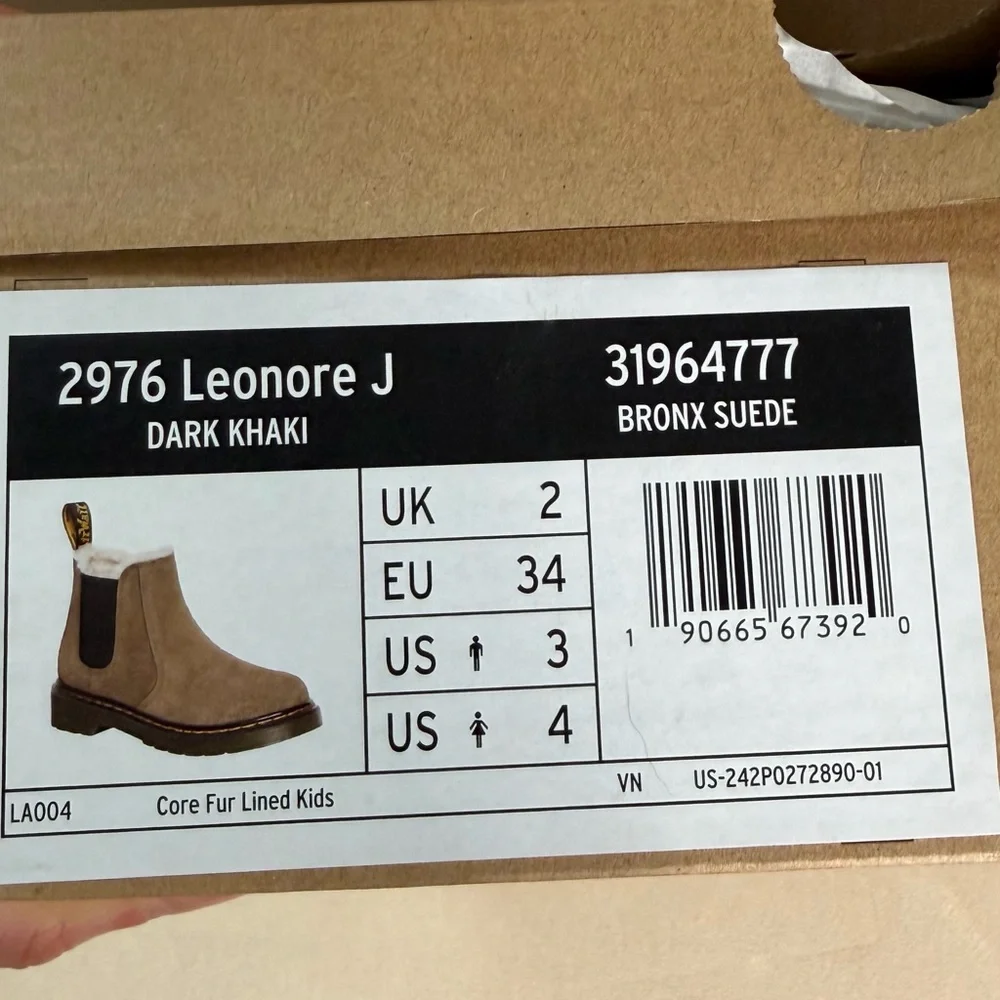 2976 Leonore J
DARK KHAKI
31964777
BRONX SUEDE
UK 2
EU 34
US 3
US 4
1 90665 67392 0
LA004 Core Fur Lined Kids VN US-242P0272890-01